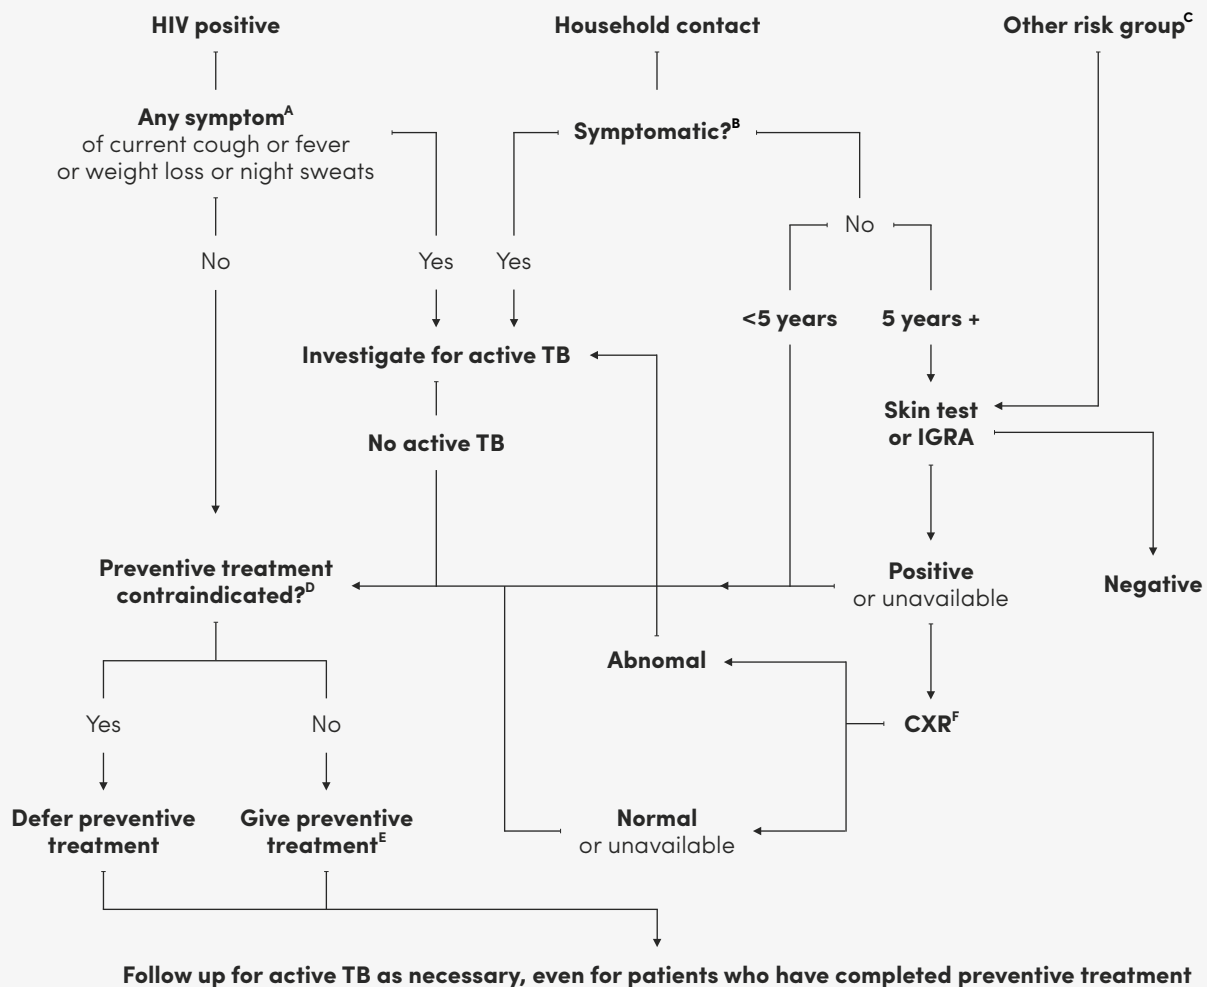 HIV positive
Household contact
Other risk groupC
Any symptomA
of current cough or fever
or weight loss or night sweats
Symptomatic?B
No
No
Yes
Yes
<5 years
5 years +
Investigate for active TB
Skin test
or IGRA
No active TB
Preventive treatment
contraindicated?D
Positive
or unavailable
Negative
Abnomal
Yes
No
CXRF
Defer preventive
treatment
Give preventive
treatmentE
Normal
or unavailable
Follow up for active TB as necessary, even for patients who have completed preventive treatment